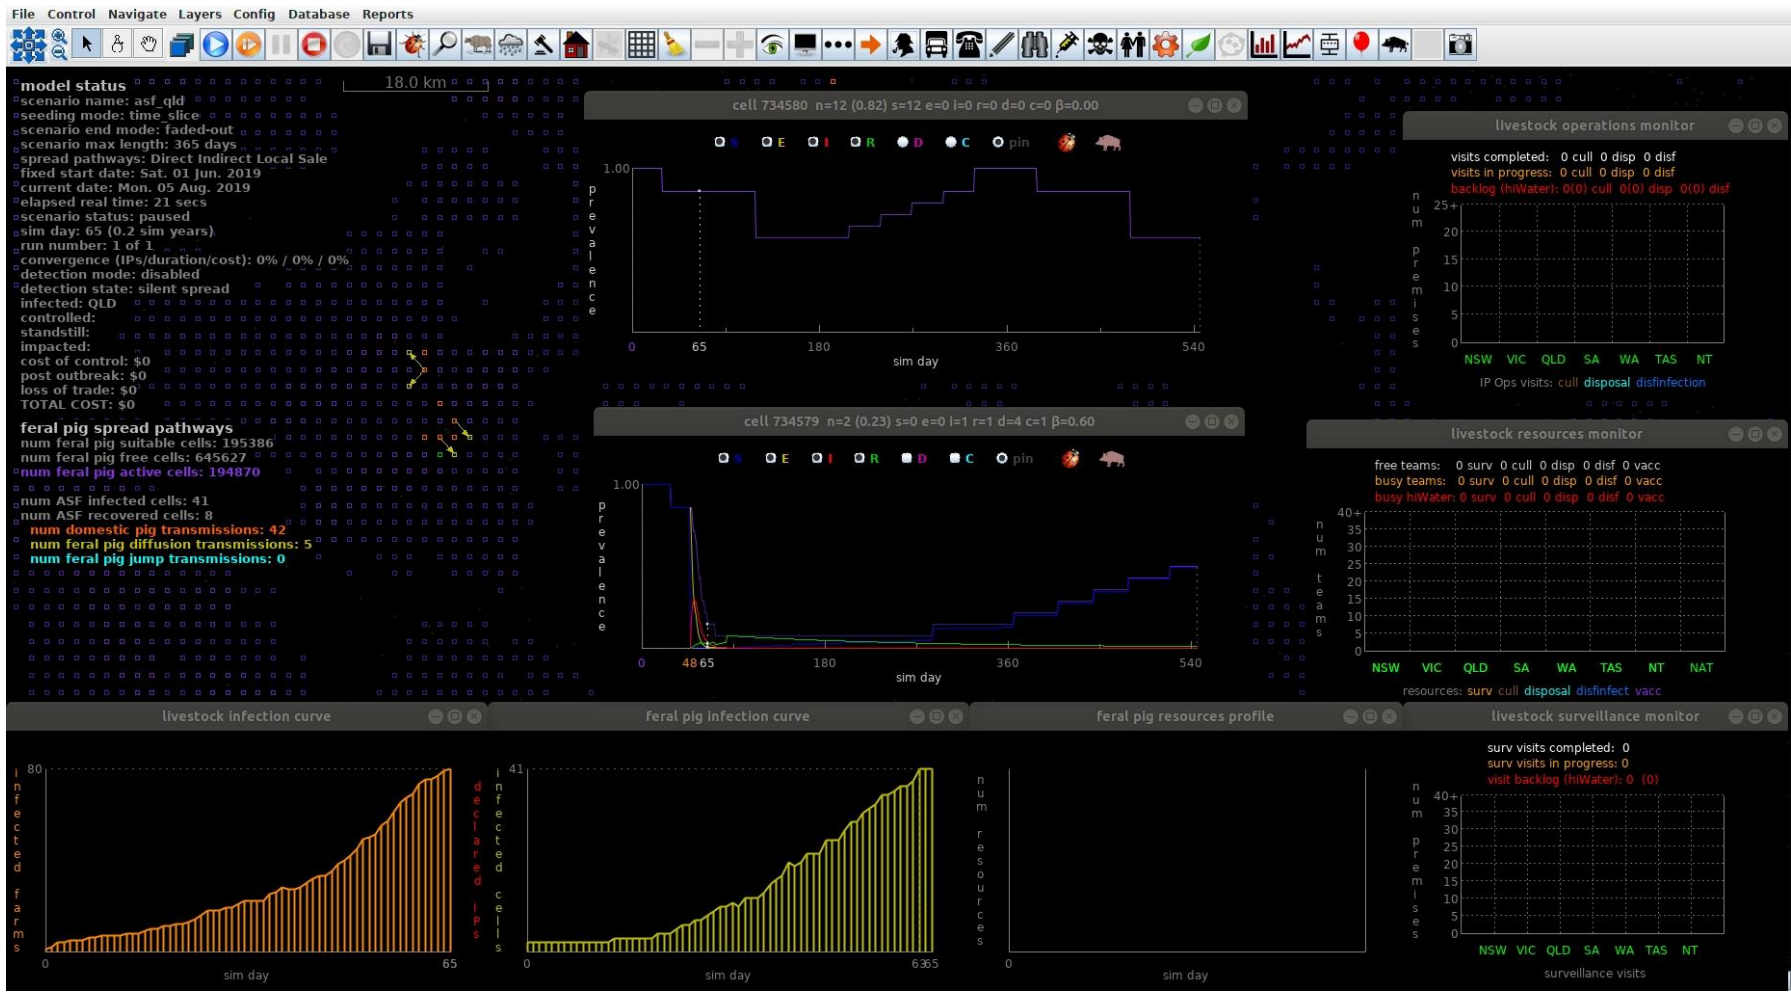 File Control Navigate Layers Config Database Reports
18.0 km
model status
scenario name: asf_qld
seeding mode: time_slice
scenario end mode: faded-out
scenario max length: 365 days
spread pathways: Direct Indirect Local Sale
fixed start date: Sat. 01 Jun. 2019
current date: Mon. 05 Aug. 2019
elapsed real time: 21 secs
scenario status: paused
sim day: 65 (0.2 sim years)
run number: 1 of 1
convergence (IPs/duration/cost): 0% / 0% / 0%
detection mode: disabled
detection state: silent spread
infected: QLD
controlled:
standstill:
impacted:
cost of control: $0
post outbreak: $0
loss of trade: $0
TOTAL COST: $0
feral pig spread pathways
num feral pig suitable cells: 195386
num feral pig free cells: 645627
num feral pig active cells: 194870
num ASF infected cells: 41
num ASF recovered cells: 8
num domestic pig transmissions: 42
num feral pig diffusion transmissions: 5
num feral pig jump transmissions: 0
cell 734580 n=12 (0.82) s=12 e=0 i=0 r=0 d=0 c=0 β=0.00
S E I R D C pin
1.00
prevalence
0 65 180 360 540
sim day
cell 734579 n=2 (0.23) s=0 e=0 i=1 r=1 d=4 c=1 β=0.60
S E I R D C pin
1.00
prevalence
0 48 65 180 360 540
sim day
livestock operations monitor
visits completed: 0 cull 0 disp 0 disf
visits in progress: 0 cull 0 disp 0 disf
backlog (hiWater): 0(0) cull 0(0) disp 0(0) disf
num premises
25+
20
15
10
5
0
NSW VIC QLD SA WA TAS NT
IP Ops visits: cull disposal disfinfection
livestock resources monitor
free teams: 0 surv 0 cull 0 disp 0 disf 0 vacc
busy teams: 0 surv 0 cull 0 disp 0 disf 0 vacc
busy hiWater: 0 surv 0 cull 0 disp 0 disf 0 vacc
num teams
40+
35
30
25
20
15
10
5
0
NSW VIC QLD SA WA TAS NT NAT
resources: surv cull disposal disfinfect vacc
livestock infection curve
80
infected farms
declared IPs
0 65
sim day
feral pig infection curve
41
infected cells
0 63 65
sim day
feral pig resources profile
num resources
0
sim day
livestock surveillance monitor
surv visits completed: 0
surv visits in progress: 0
visit backlog (hiWater): 0 (0)
num premises
40+
35
30
25
20
15
10
5
0
NSW VIC QLD SA WA TAS NT
surveillance visits